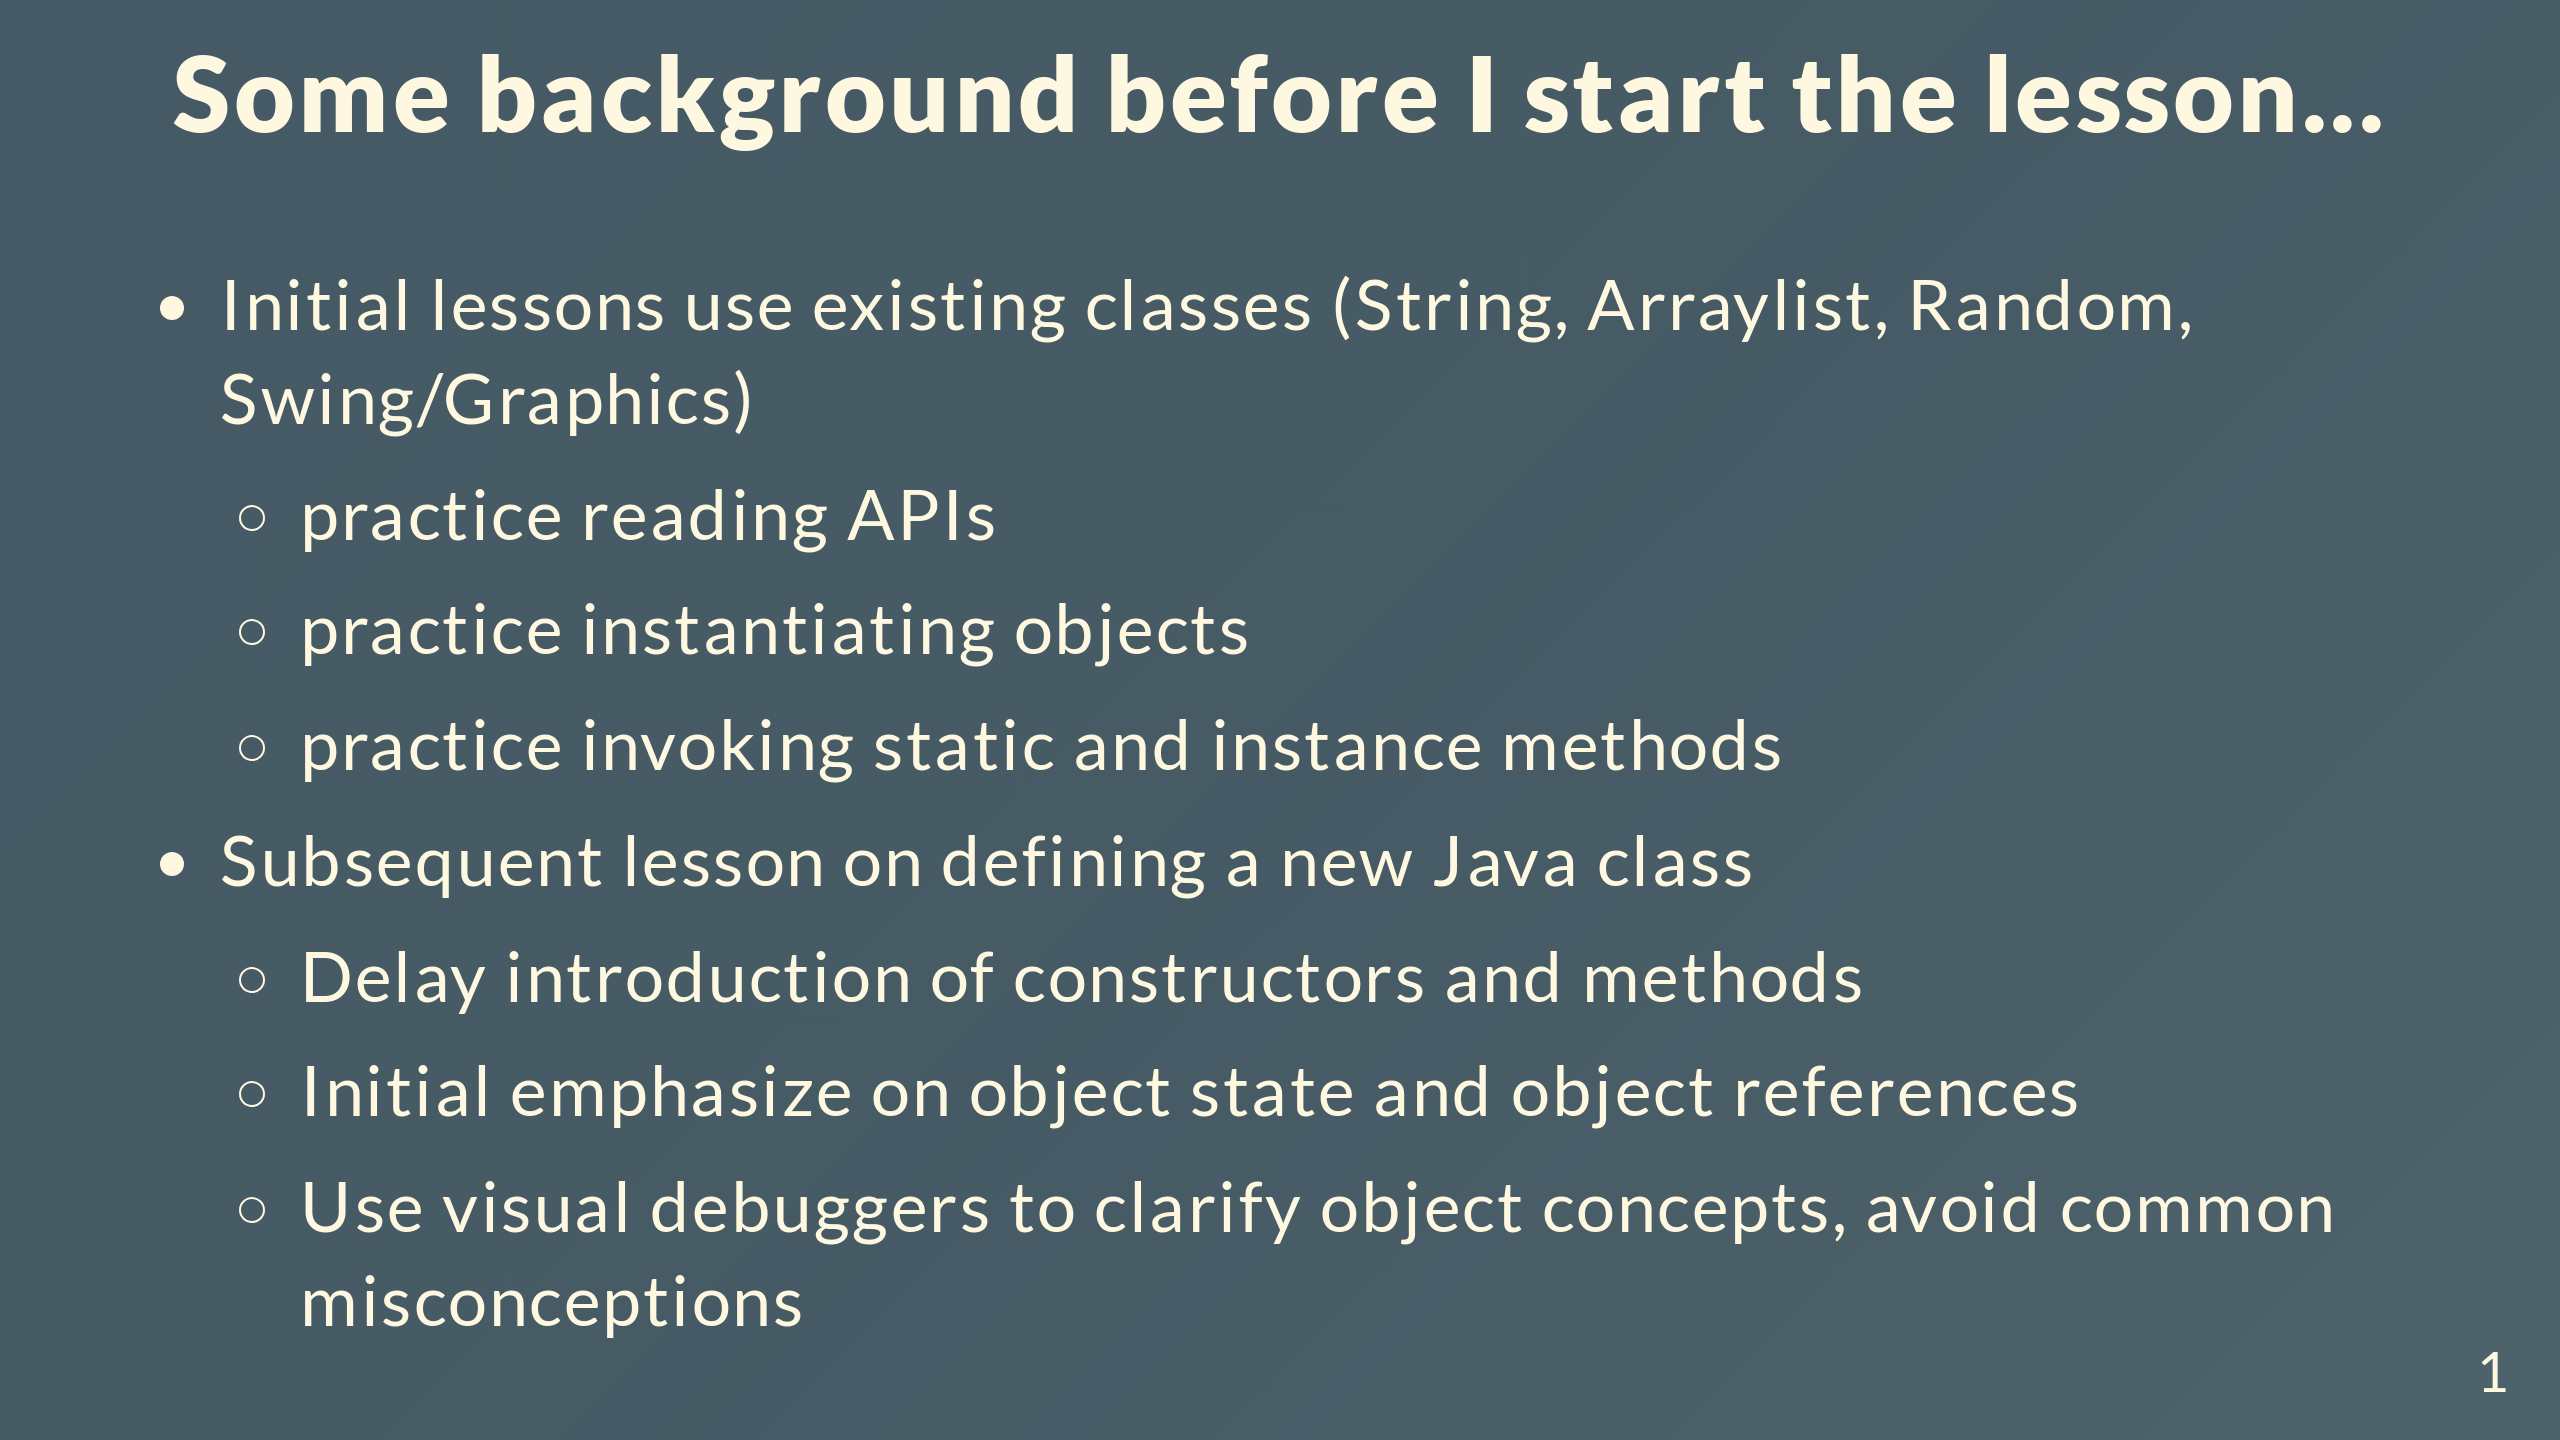 Some background before I start the lesson...
• Initial lessons use existing classes (String, Arraylist, Random,
Swing/Graphics)
○ practice reading APIs
○ practice instantiating objects
○ practice invoking static and instance methods
• Subsequent lesson on defining a new Java class
○ Delay introduction of constructors and methods
○ Initial emphasize on object state and object references
○ Use visual debuggers to clarify object concepts, avoid common
misconceptions
1